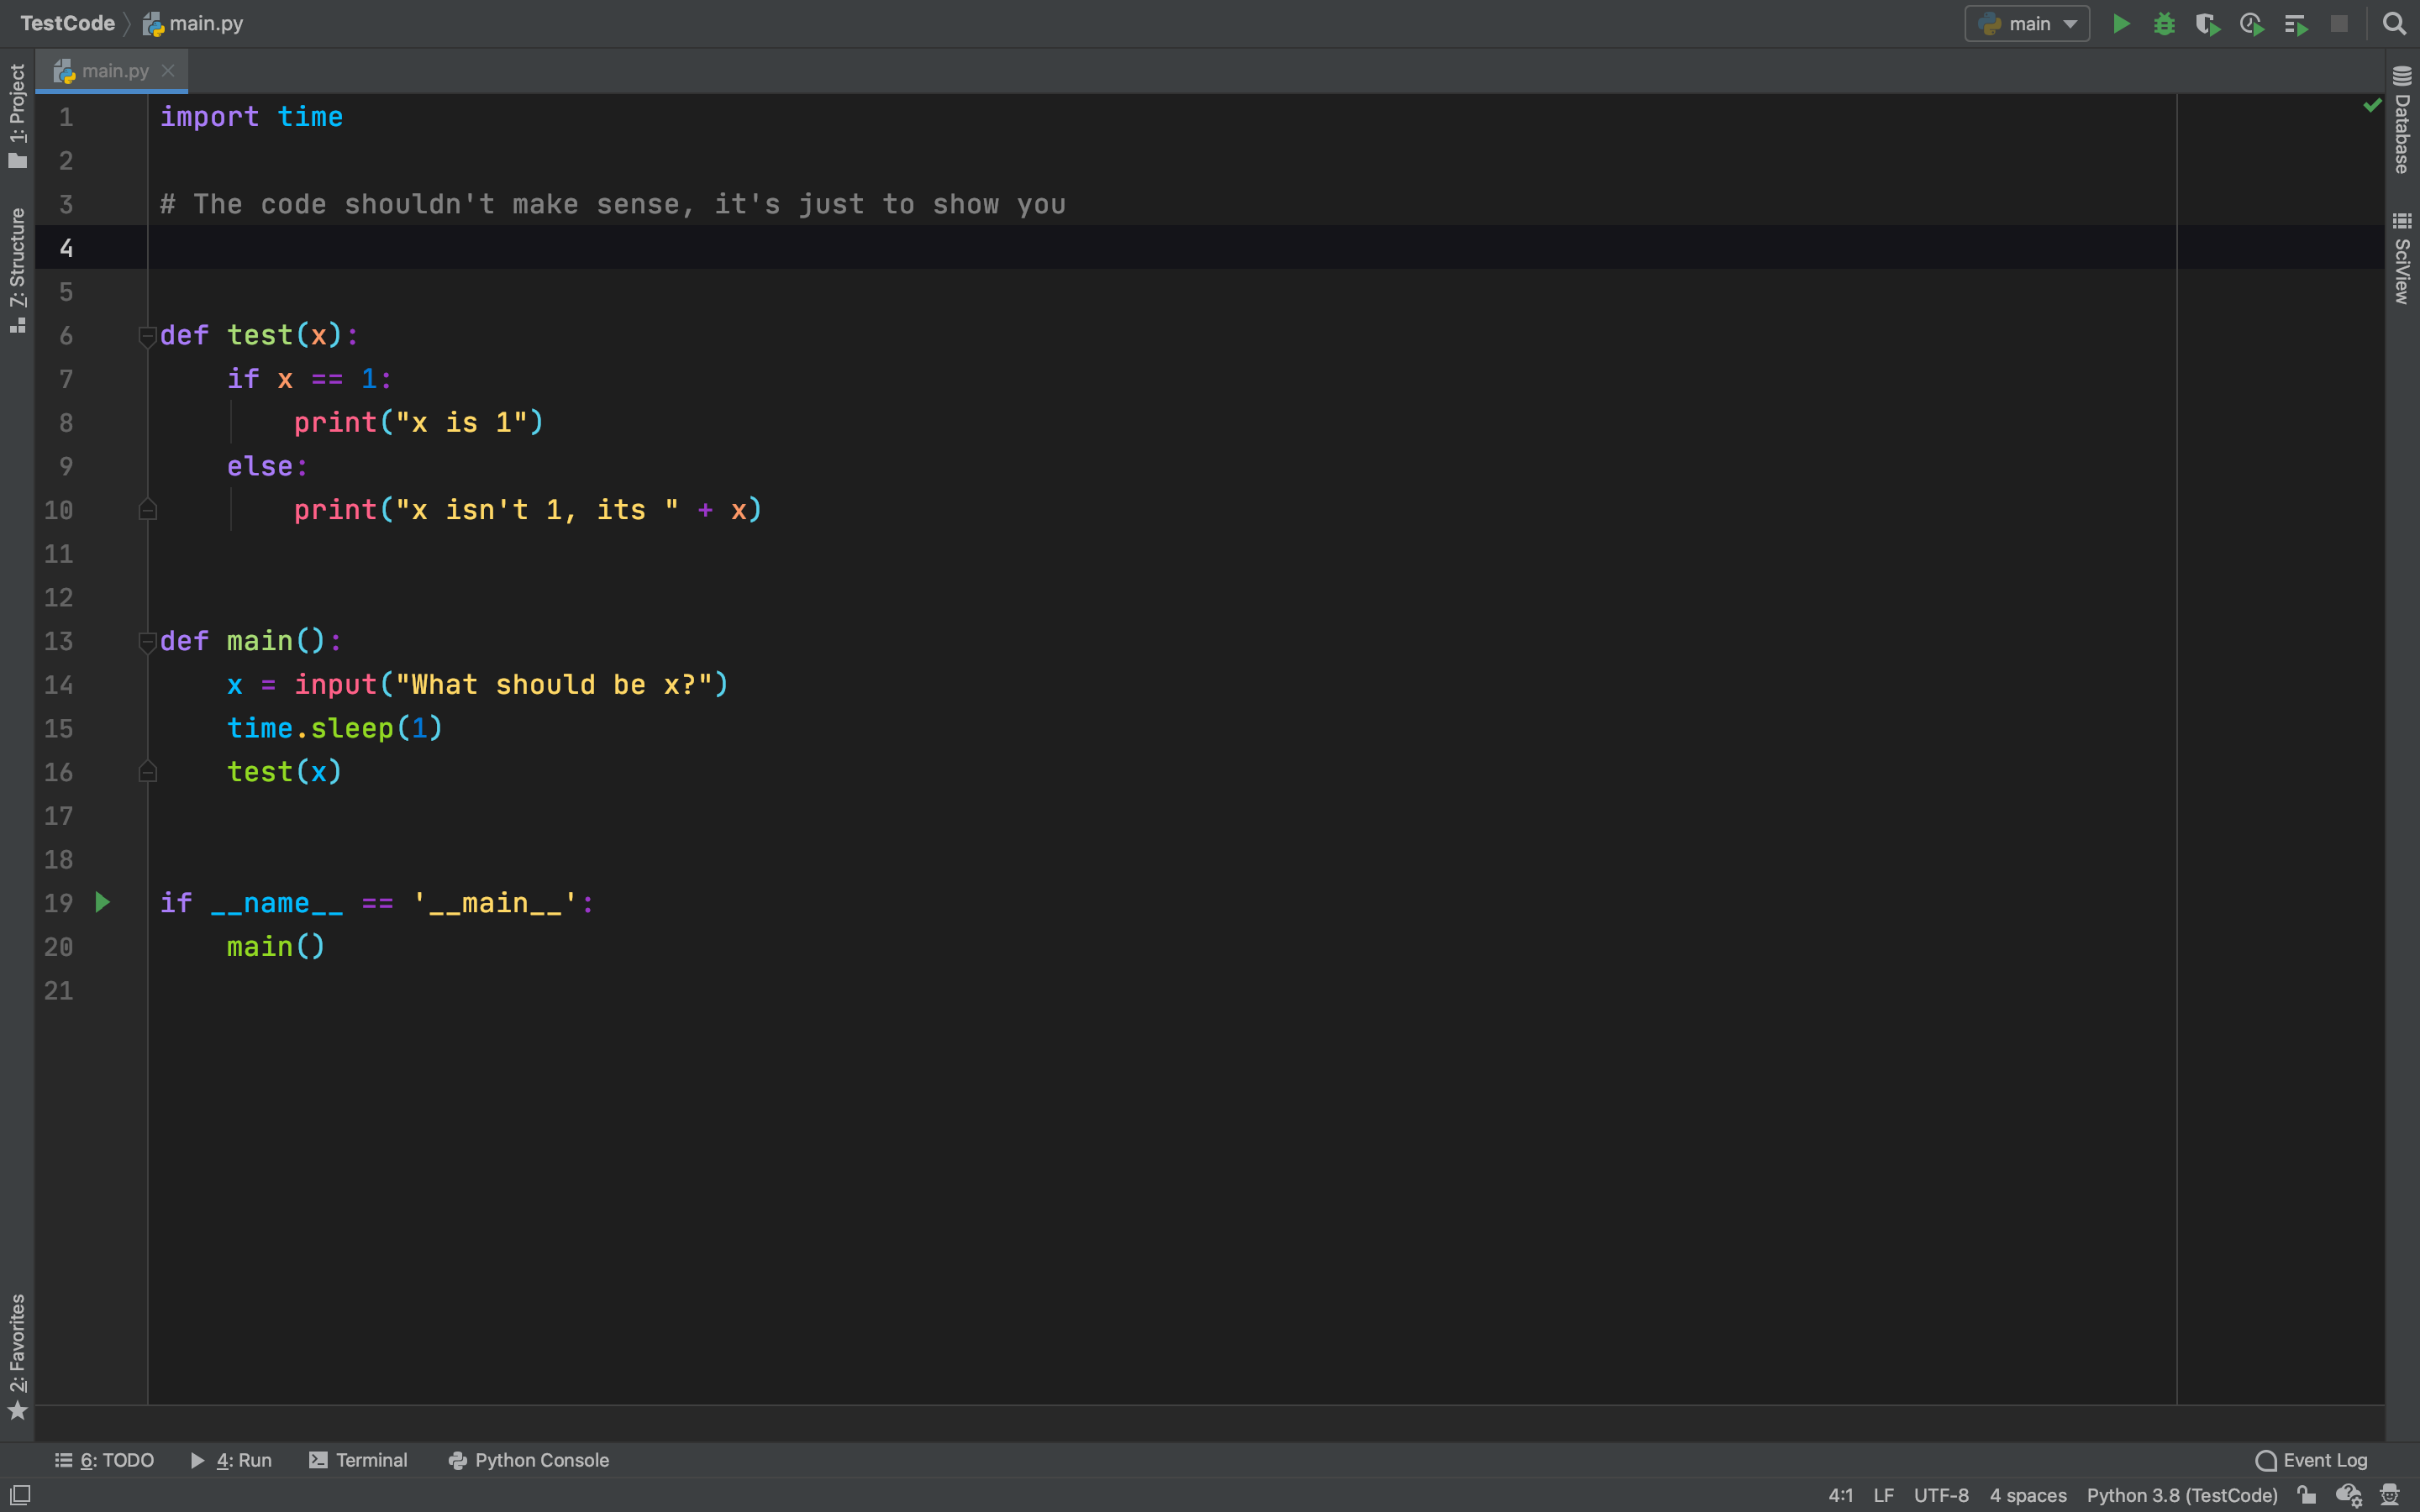 TestCode main.py
main
main.py
1: Project
7: Structure
2: Favorites
Database
SciView
1 import time
2
3 # The code shouldn't make sense, it's just to show you
4
5
6 def test(x):
7     if x == 1:
8         print("x is 1")
9     else:
10         print("x isn't 1, its " + x)
11
12
13 def main():
14     x = input("What should be x?")
15     time.sleep(1)
16     test(x)
17
18
19 if __name__ == '__main__':
20     main()
21
6: TODO 4: Run Terminal Python Console Event Log
4:1 LF UTF-8 4 spaces Python 3.8 (TestCode)